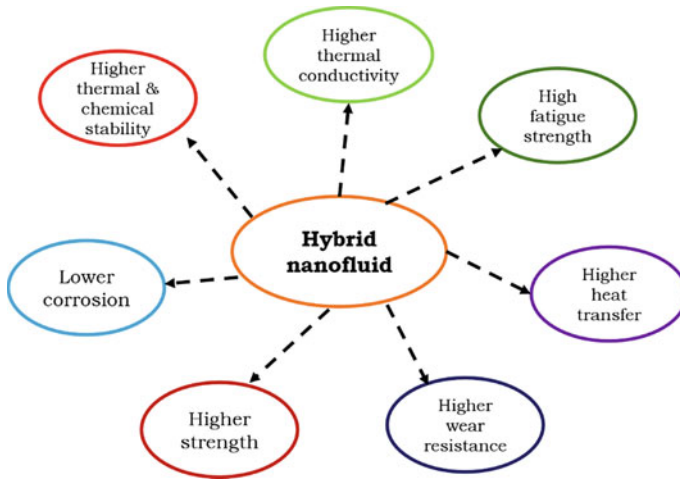 Higher
thermal
conductivity
Higher
thermal &
chemical
stability
High
fatigue
strength
Hybrid
nanofluid
Lower
corrosion
Higher
heat
transfer
Higher
strength
Higher
wear
resistance